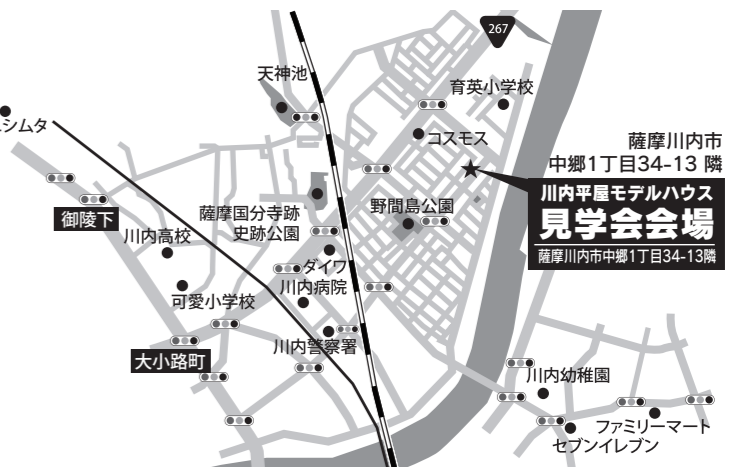 267
天神池
育英小学校
コスモス
シムタ
薩摩川内市
中郷1丁目34-13 隣
川内平屋モデルハウス
見学会会場
薩摩川内市中郷1丁目34-13隣
御陵下
薩摩国分寺跡
史跡公園
野間島公園
川内高校
ダイワ
川内病院
可愛小学校
川内警察署
大小路町
川内幼稚園
ファミリーマート
セブンイレブン